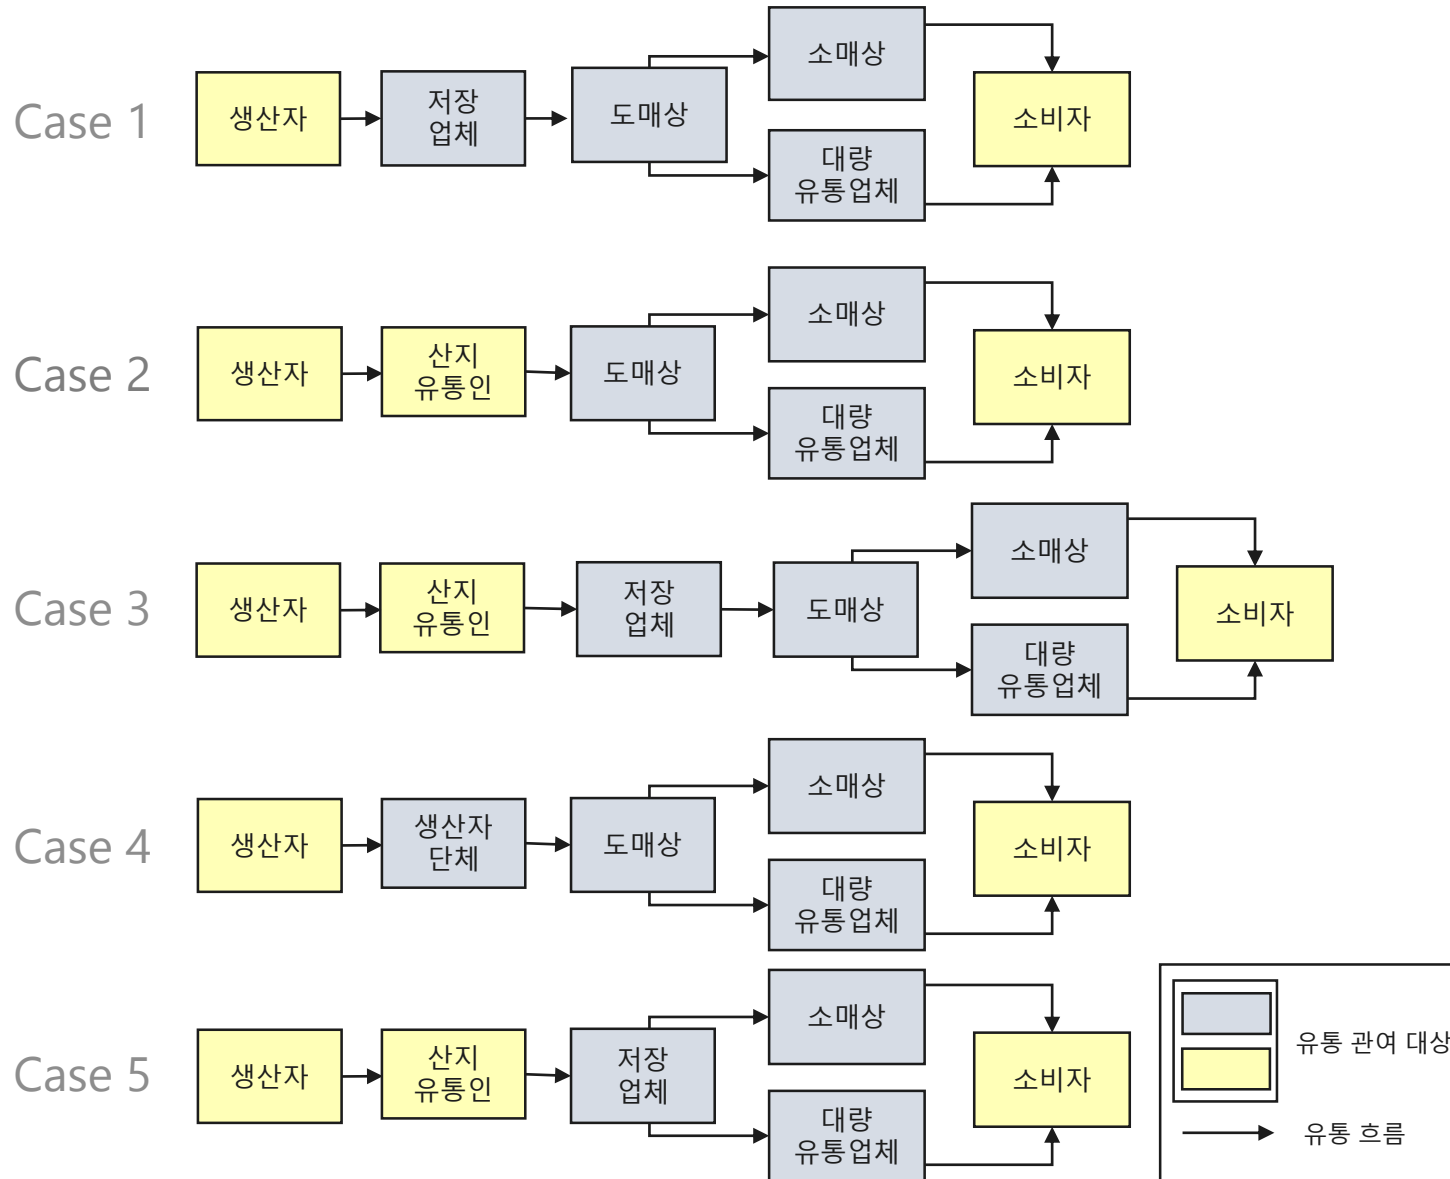 Case 1
생산자
저장
업체
도매상
소매상
대량
유통업체
소비자
Case 2
생산자
산지
유통인
도매상
소매상
대량
유통업체
소비자
Case 3
생산자
산지
유통인
저장
업체
도매상
소매상
대량
유통업체
소비자
Case 4
생산자
생산자
단체
도매상
소매상
대량
유통업체
소비자
Case 5
생산자
산지
유통인
저장
업체
소매상
대량
유통업체
소비자
유통 관여 대상
유통 흐름